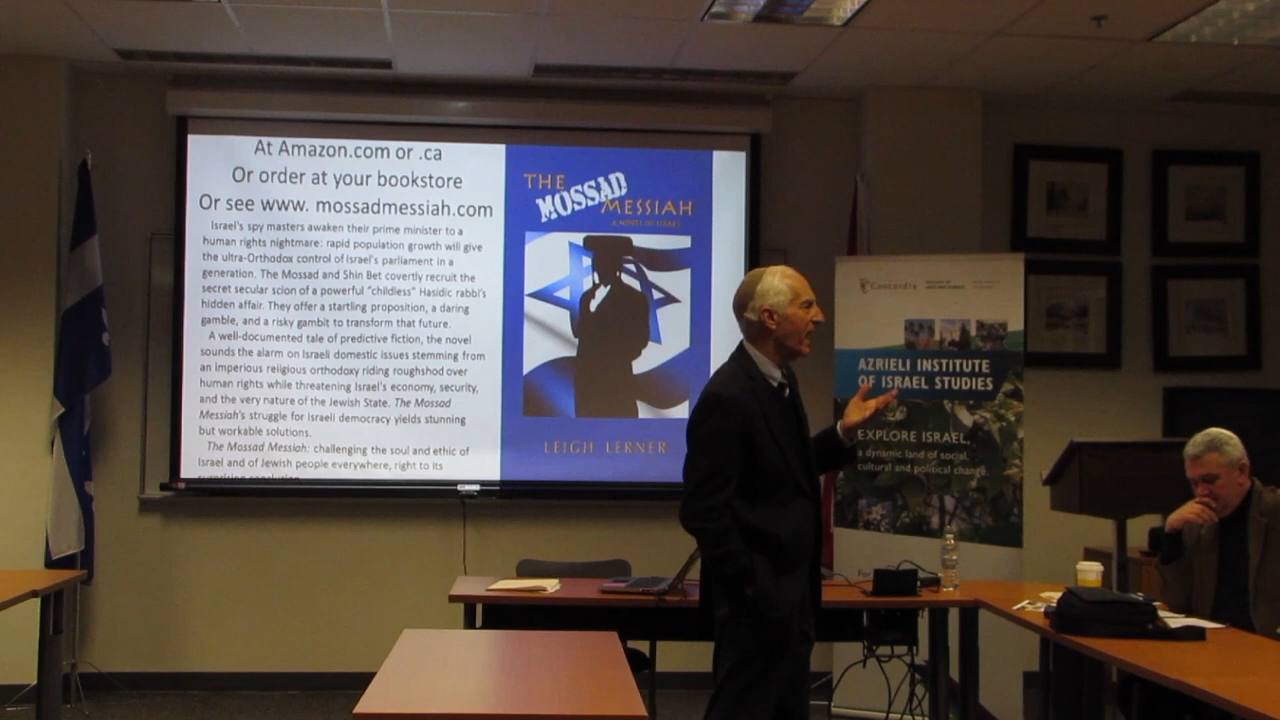 At Amazon.com or .ca
Or order at your bookstore
Or see www. mossadmessiah.com
Israel's spy masters awaken their prime minister to a
human rights nightmare: rapid population growth will give
the ultra-Orthodox control of Israel's parliament in a
generation. The Mossad and Shin Bet covertly recruit the
secret secular scion of a powerful "childless" Hasidic rabbi's
hidden affair. They offer a startling proposition, a daring
gamble, and a risky gambit to transform that future.
A well-documented tale of predictive fiction, the novel
sounds the alarm on Israeli domestic issues stemming from
an imperious religious orthodoxy riding roughshod over
human rights while threatening Israel's economy, security,
and the very nature of the Jewish State. The Mossad
Messiah's struggle for Israeli democracy yields stunning
but workable solutions.
The Mossad Messiah: challenging the soul and ethic of
Israel and of Jewish people everywhere, right to its
THE
MOSSAD
MESSIAH
A NOVEL OF ISRAEL
LEIGH LERNER
Concordia
AZRIELI INSTITUTE
OF ISRAEL STUDIES
EXPLORE ISRAEL,
a dynamic land of social,
cultural and political change.